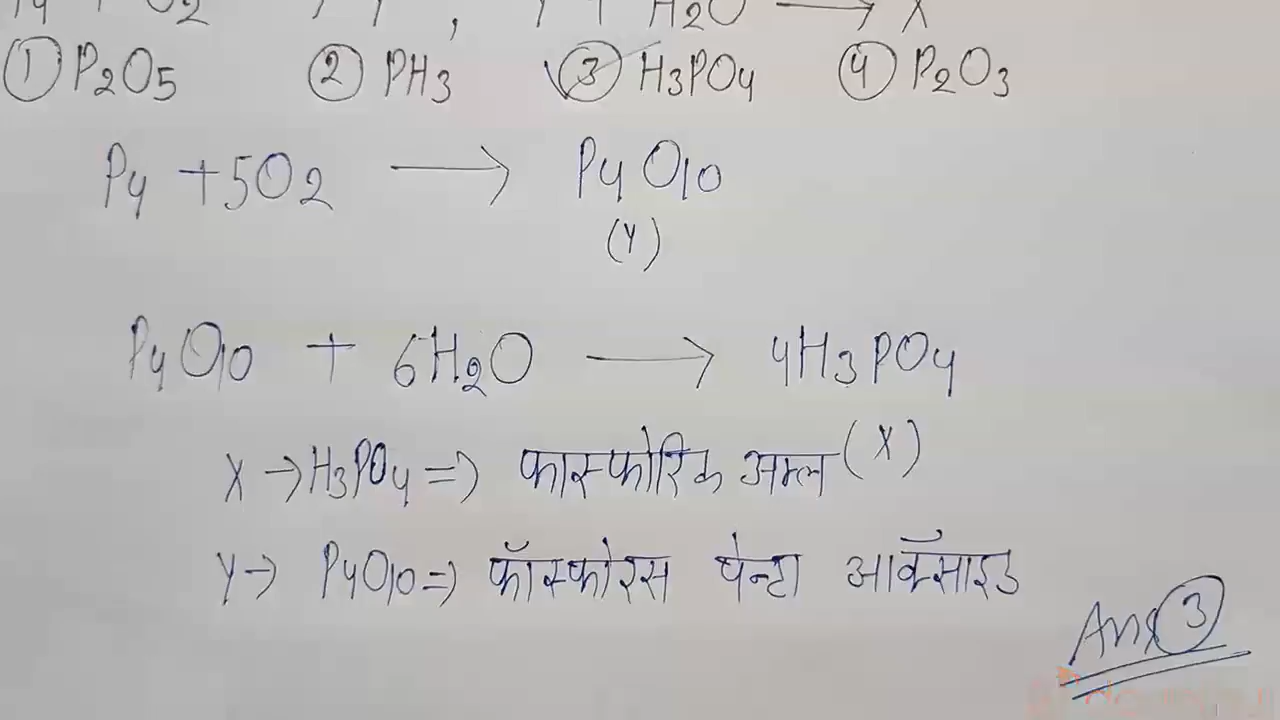 H2O → X
① P2O5 ② PH3 ✓③ H3PO4 ④ P2O3
P4 + 5O2 → P4O10
(Y)
P4O10 + 6H2O → 4H3PO4
X → H3PO4 ⇒ फास्फोरिक अम्ल (X)
Y → P4O10 ⇒ फॉस्फोरस पेन्टा आक्ॅसाइड
Ans ③